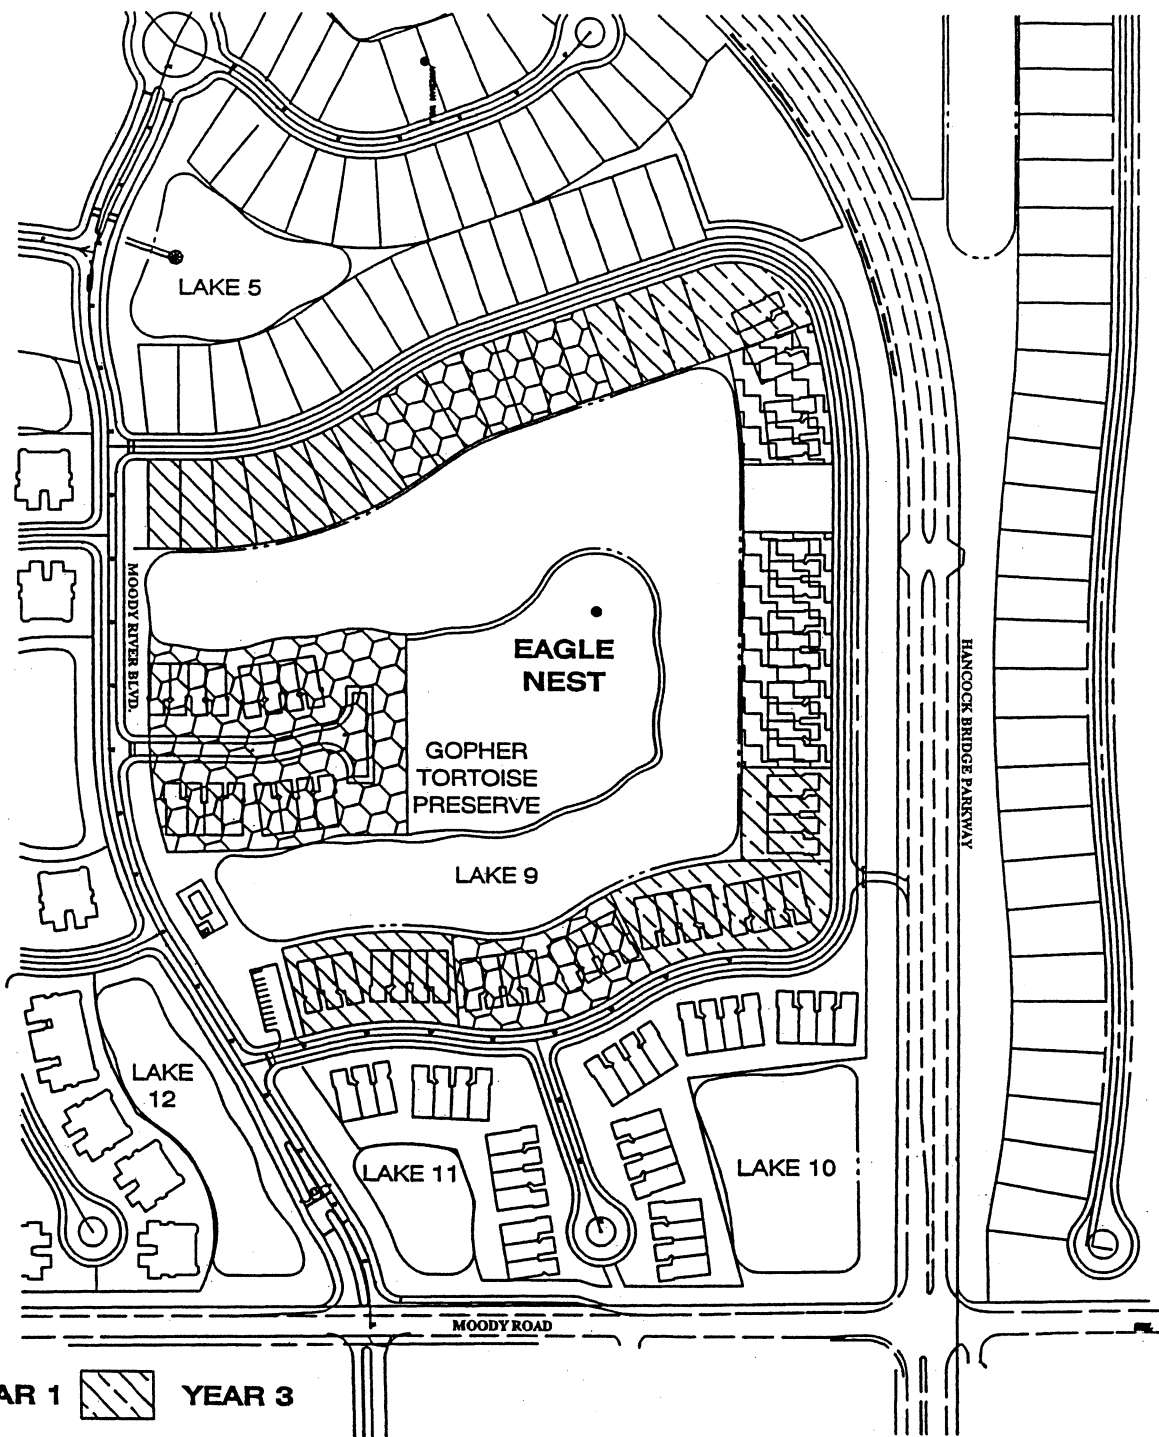 LAKE 5
MOODY RIVER BLVD.
EAGLE
NEST
HANCOCK BRIDGE PARKWAY
GOPHER
TORTOISE
PRESERVE
LAKE 9
LAKE
12
LAKE 11
LAKE 10
MOODY ROAD
AR 1
YEAR 3